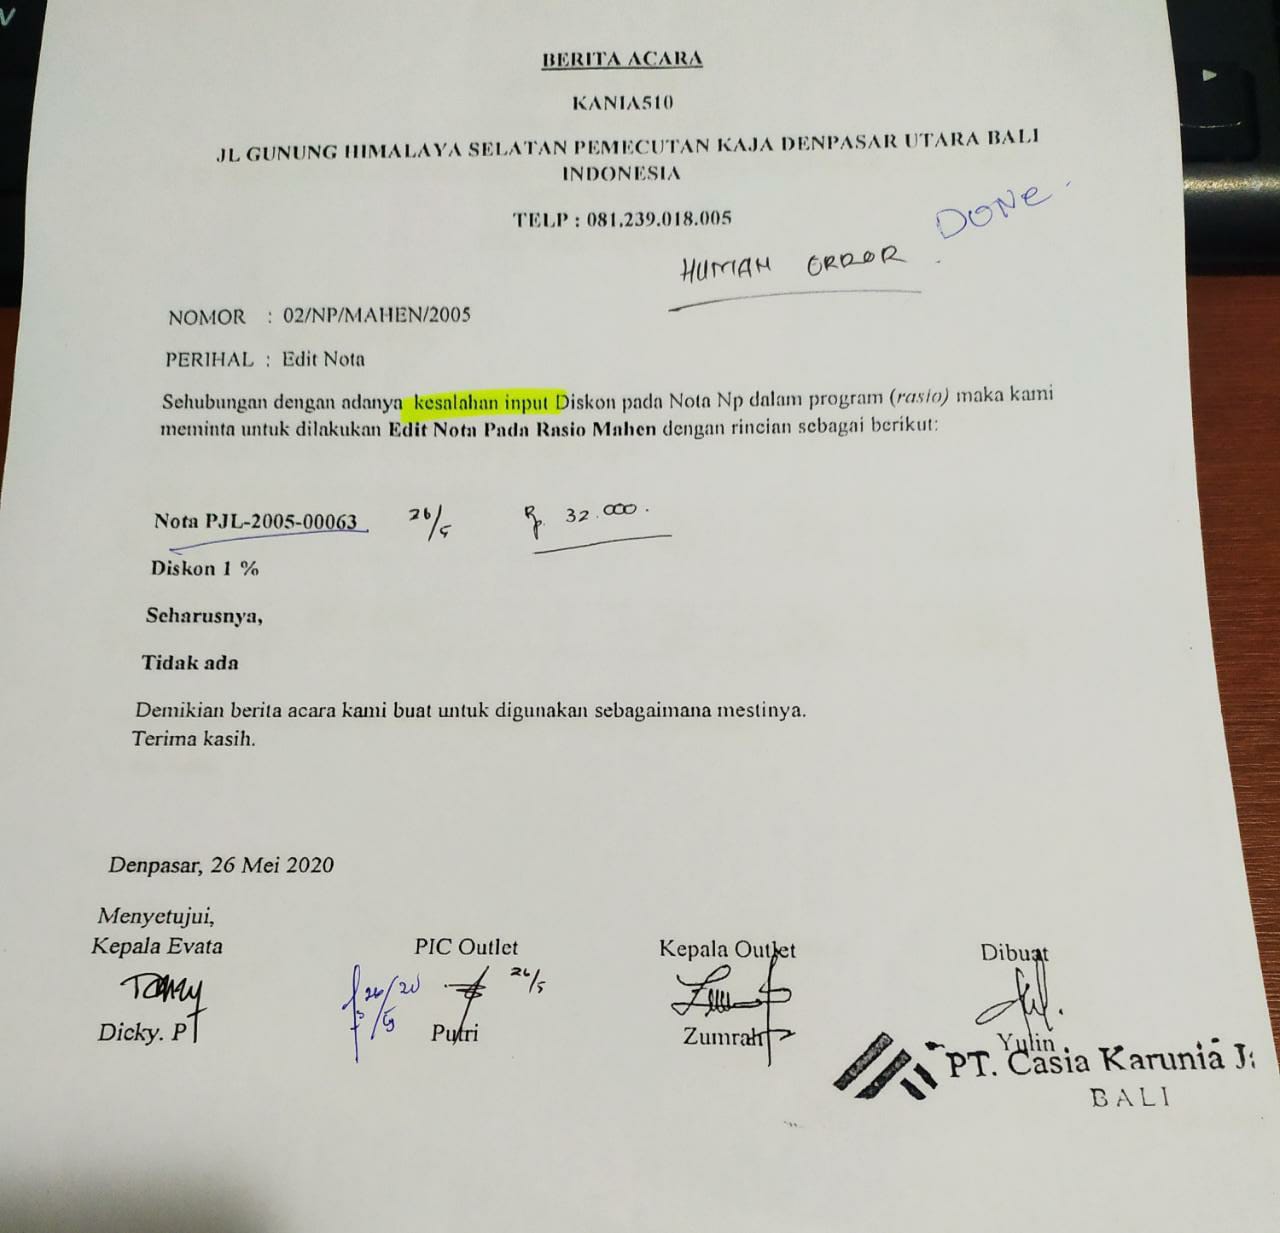 BERITA ACARA
KANIA510
JL GUNUNG HIMALAYA SELATAN PEMECUTAN KAJA DENPASAR UTARA BALI
INDONESIA
TELP : 081.239.018.005
DONE
HUMAN ERROR
NOMOR : 02/NP/MAHEN/2005
PERIHAL : Edit Nota
Sehubungan dengan adanya kesalahan input Diskon pada Nota Np dalam program (rasio) maka kami
meminta untuk dilakukan Edit Nota Pada Rasio Mahen dengan rincian sebagai berikut:
Nota PJL-2005-00063 26/5 Rp. 32.000.
Diskon 1 %
Seharusnya,
Tidak ada
Demikian berita acara kami buat untuk digunakan sebagaimana mestinya.
Terima kasih.
Denpasar, 26 Mei 2020
Menyetujui,
Kepala Evata PIC Outlet Kepala Outlet Dibuat
26/5 20 26/5
Dicky. P Putri Zumrah Yulin
PT. Casia Karunia
BALI